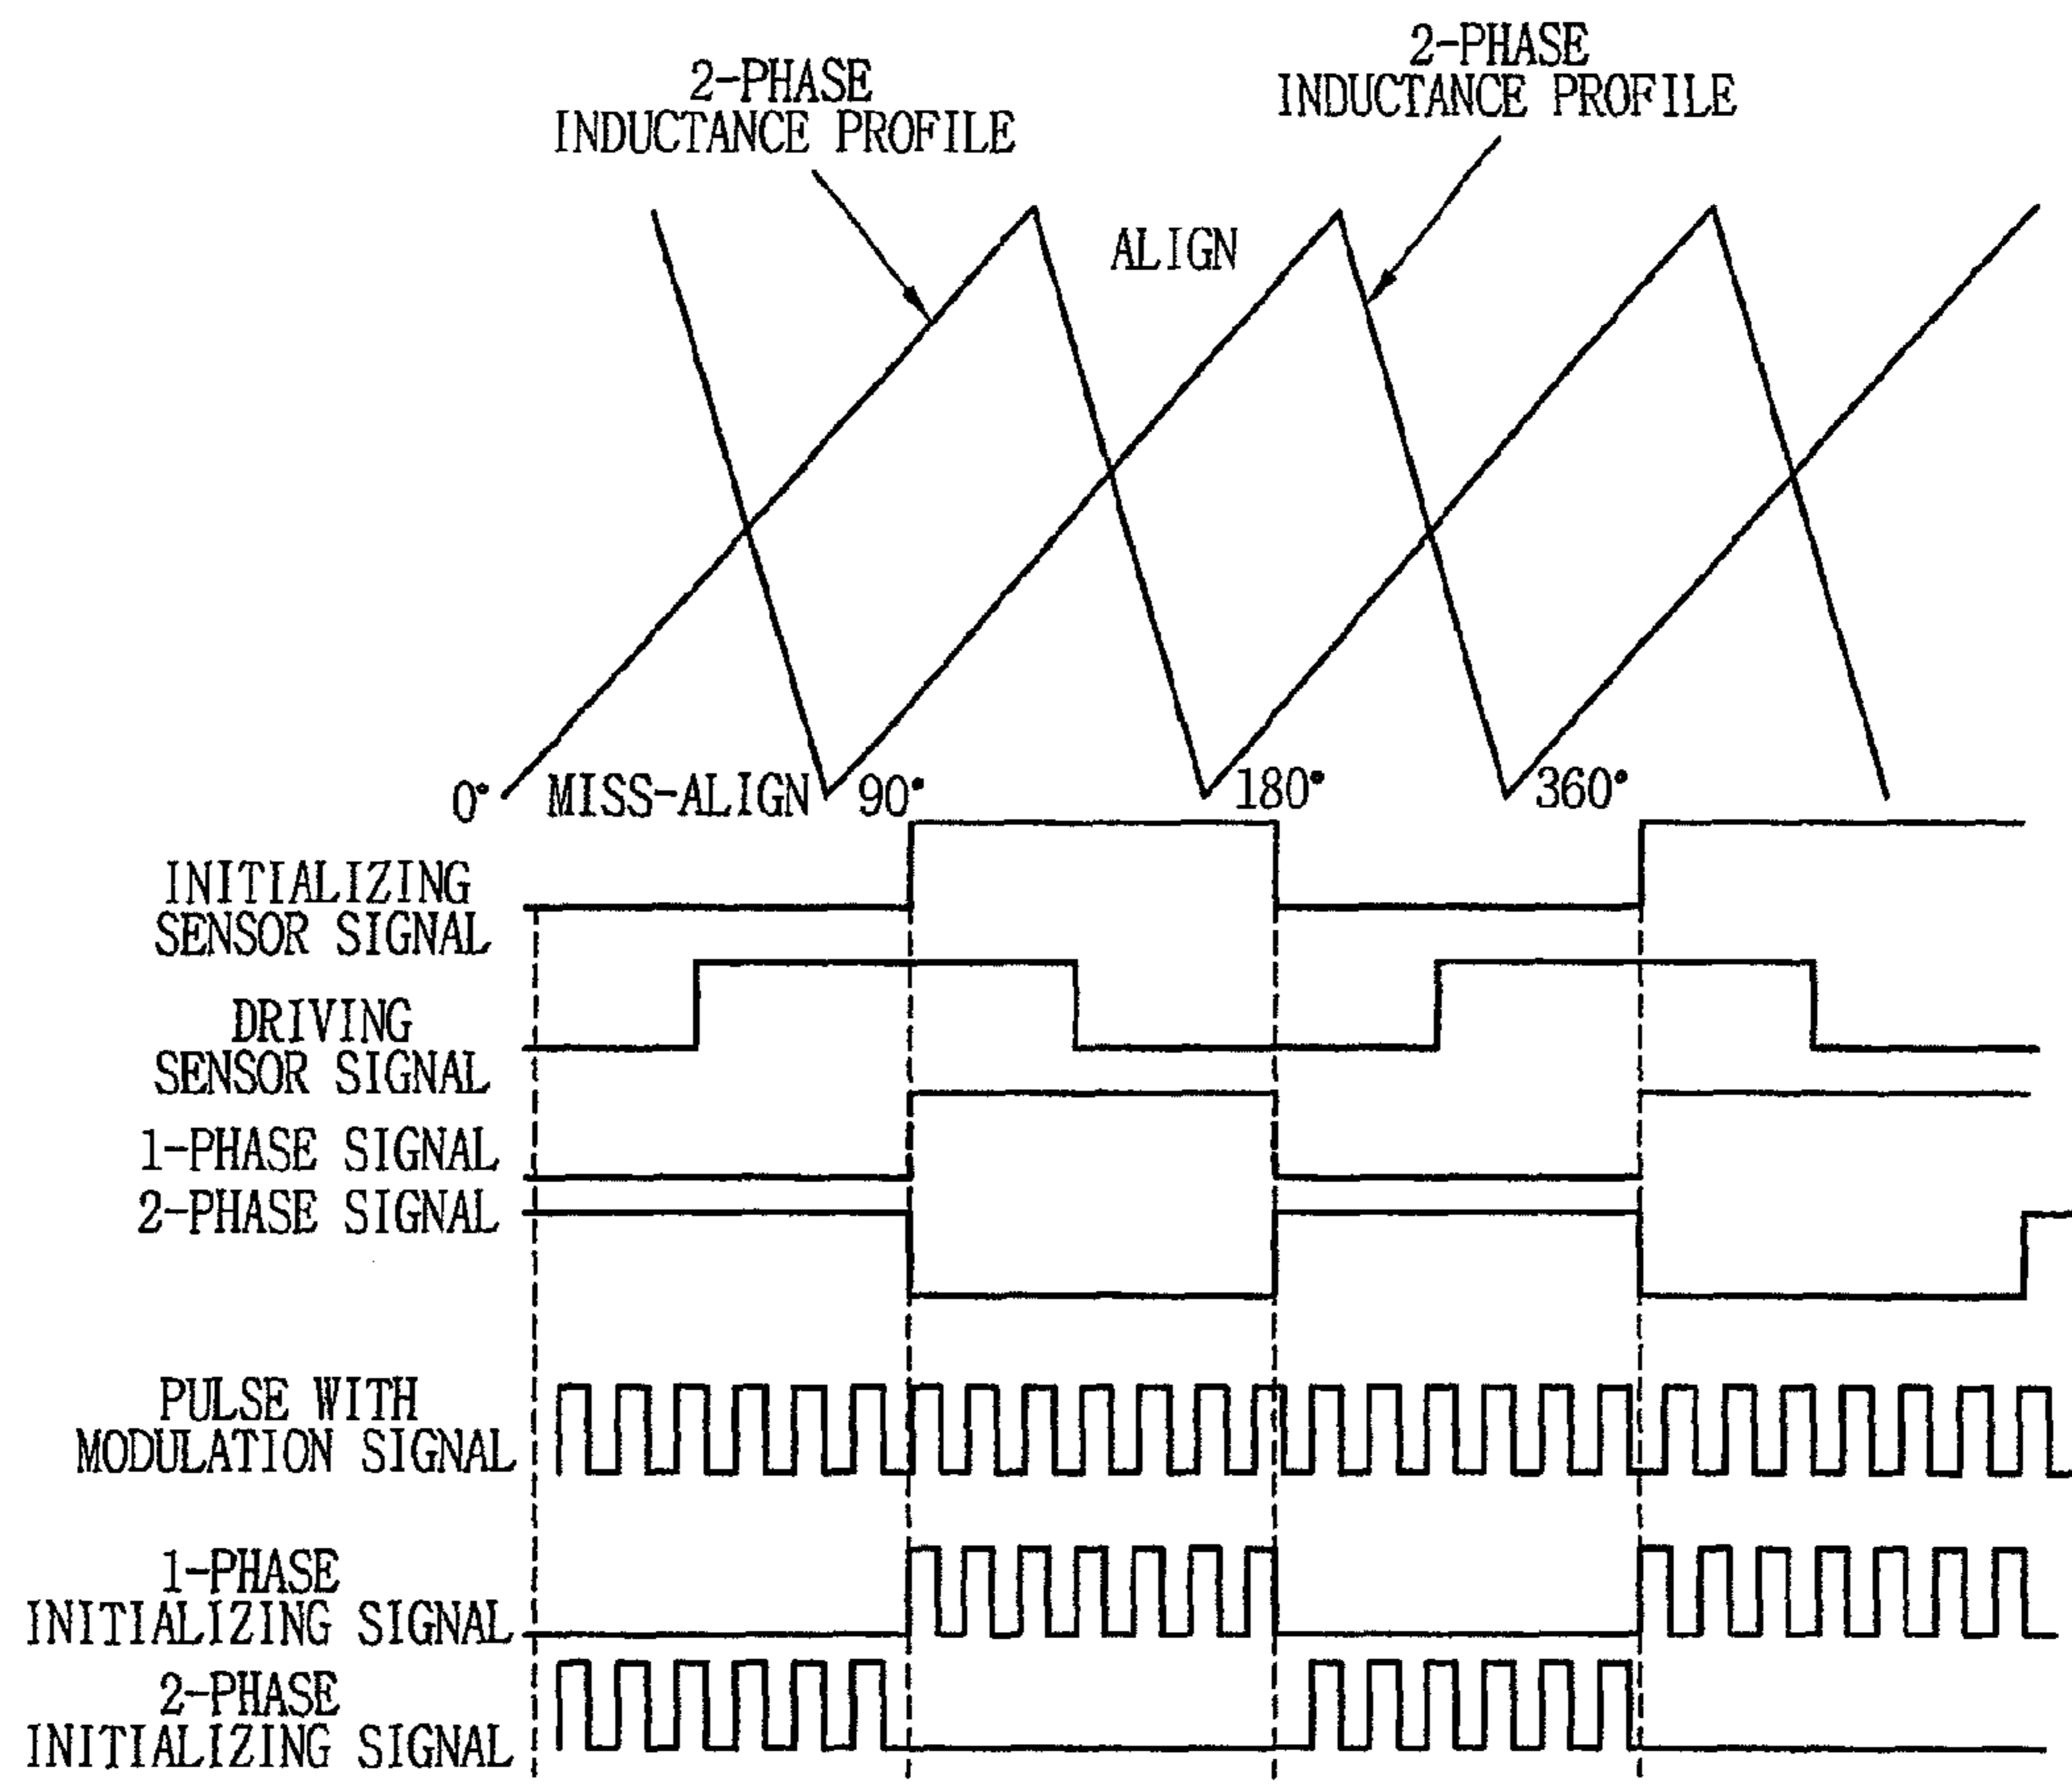 2-PHASE
INDUCTANCE PROFILE
2-PHASE
INDUCTANCE PROFILE
ALIGN
0°
MISS-ALIGN
90°
180°
360°
INITIALIZING
SENSOR SIGNAL
DRIVING
SENSOR SIGNAL
1-PHASE SIGNAL
2-PHASE SIGNAL
PULSE WITH
MODULATION SIGNAL
1-PHASE
INITIALIZING SIGNAL
2-PHASE
INITIALIZING SIGNAL